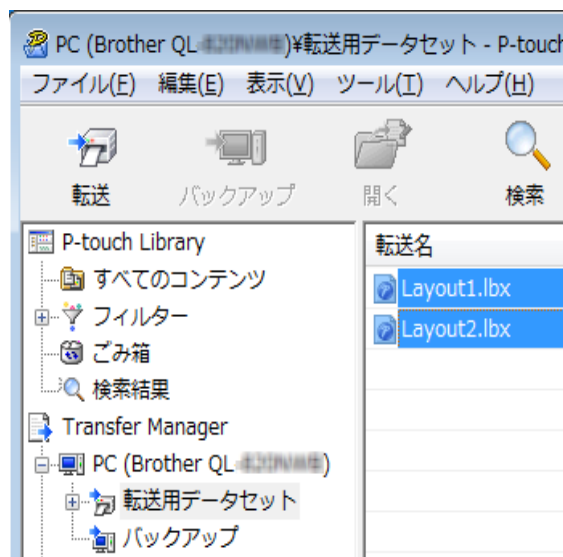 PC (Brother QL- )¥転送用データセット - P-touch
ファイル(F) 編集(E) 表示(V) ツール(T) ヘルプ(H)
転送 バックアップ 開く 検索
P-touch Library
すべてのコンテンツ
フィルター
ごみ箱
検索結果
Transfer Manager
PC (Brother QL- )
転送用データセット
バックアップ
転送名
Layout1.lbx
Layout2.lbx